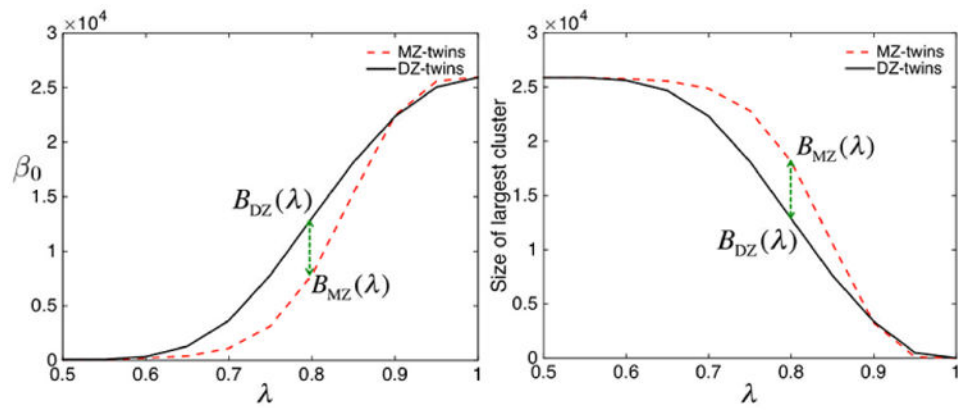 ×10⁴
3
2.5
2
1.5
1
0.5
0
β₀
MZ-twins
DZ-twins
B_DZ(λ)
B_MZ(λ)
0.5 0.6 0.7 0.8 0.9 1
λ
×10⁴
3
2.5
2
1.5
1
0.5
0
Size of largest cluster
MZ-twins
DZ-twins
B_MZ(λ)
B_DZ(λ)
0.5 0.6 0.7 0.8 0.9 1
λ